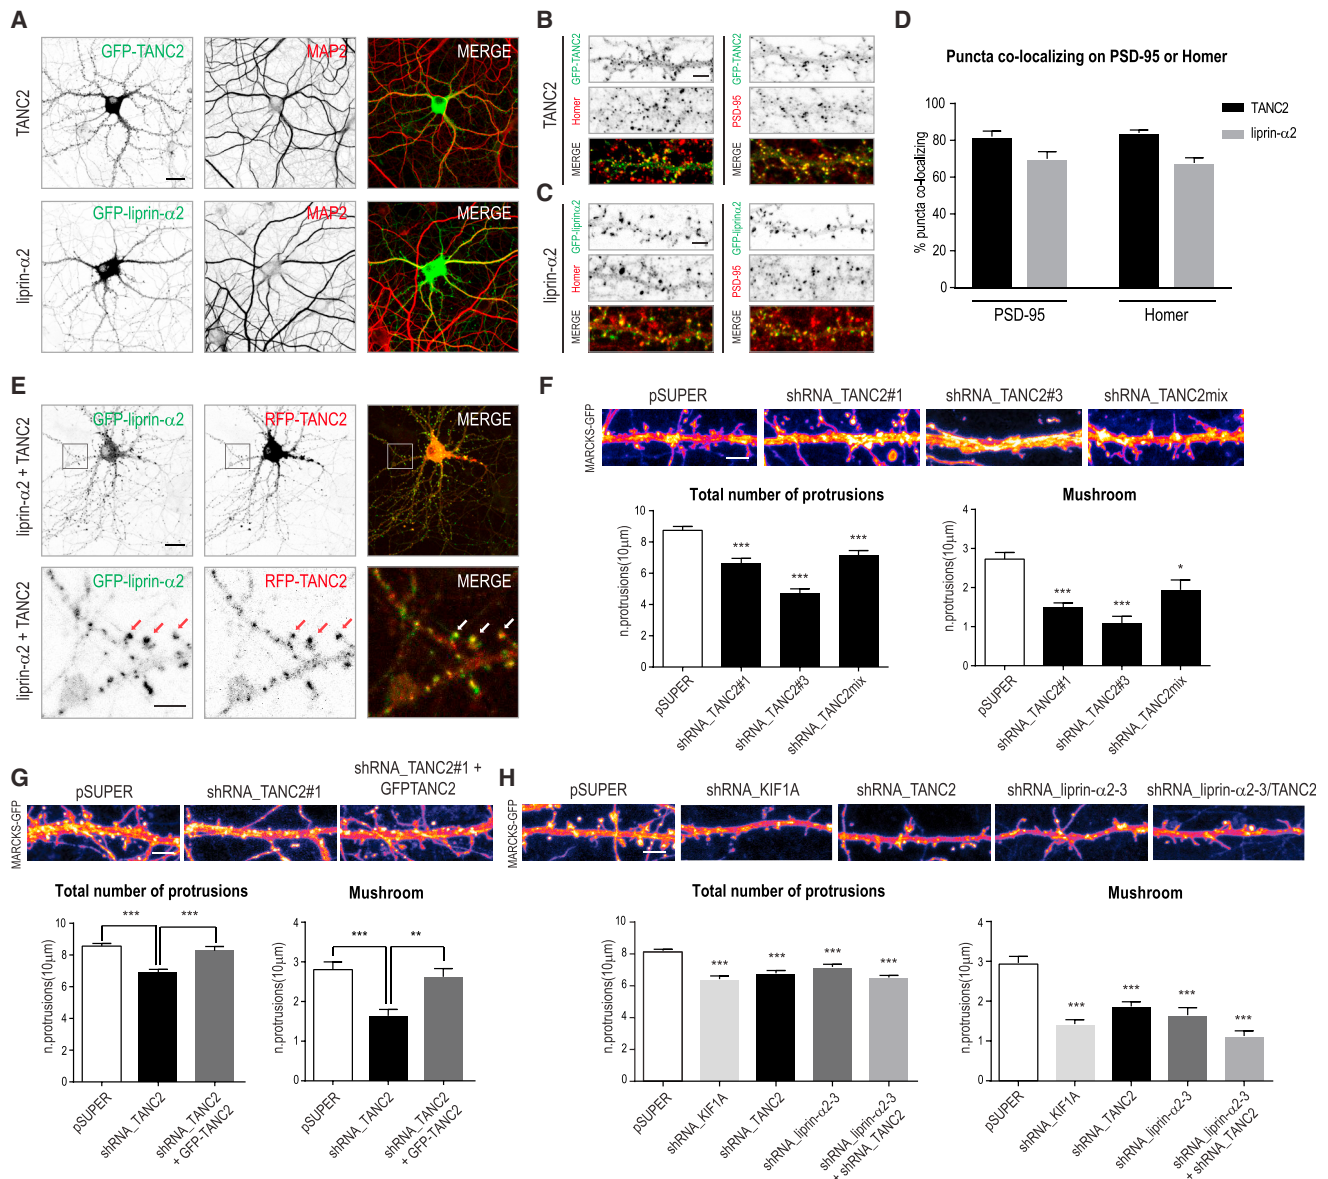 A
GFP-TANC2
MAP2
MERGE
TANC2
GFP-liprin-α2
MAP2
MERGE
liprin-α2
B
TANC2
GFP-TANC2
Homer
MERGE
GFP-TANC2
PSD-95
MERGE
C
liprin-α2
GFP-liprinα2
Homer
MERGE
GFP-liprinα2
PSD-95
MERGE
D
Puncta co-localizing on PSD-95 or Homer
% puncta co-localizing
100
80
60
40
20
0
TANC2
liprin-α2
PSD-95
Homer
E
liprin-α2 + TANC2
GFP-liprin-α2
RFP-TANC2
MERGE
liprin-α2 + TANC2
GFP-liprin-α2
RFP-TANC2
MERGE
F
pSUPER
shRNA_TANC2#1
shRNA_TANC2#3
shRNA_TANC2mix
MARCKS-GFP
Total number of protrusions
n.protrusions(10μm)
10
8
6
4
2
0
***
***
***
pSUPER
shRNA_TANC2#1
shRNA_TANC2#3
shRNA_TANC2mix
Mushroom
n.protrusions(10μm)
4
3
2
1
0
***
***
*
pSUPER
shRNA_TANC2#1
shRNA_TANC2#3
shRNA_TANC2mix
G
pSUPER
shRNA_TANC2#1
shRNA_TANC2#1 +
GFPTANC2
MARCKS-GFP
Total number of protrusions
n.protrusions(10μm)
10
8
6
4
2
0
***
***
pSUPER
shRNA_TANC2
shRNA_TANC2
+ GFP-TANC2
Mushroom
n.protrusions(10μm)
4
3
2
1
0
***
**
pSUPER
shRNA_TANC2
shRNA_TANC2
+ GFP-TANC2
H
pSUPER
shRNA_KIF1A
shRNA_TANC2
shRNA_liprin-α2-3
shRNA_liprin-α2-3/TANC2
MARCKS-GFP
Total number of protrusions
n.protrusions(10μm)
10
8
6
4
2
0
***
***
***
***
pSUPER
shRNA_KIF1A
shRNA_TANC2
shRNA_liprin-α2-3
shRNA_liprin-α2-3
+ shRNA_TANC2
Mushroom
n.protrusions(10μm)
4
3
2
1
0
***
***
***
***
pSUPER
shRNA_KIF1A
shRNA_TANC2
shRNA_liprin-α2-3
shRNA_liprin-α2-3
+ shRNA_TANC2